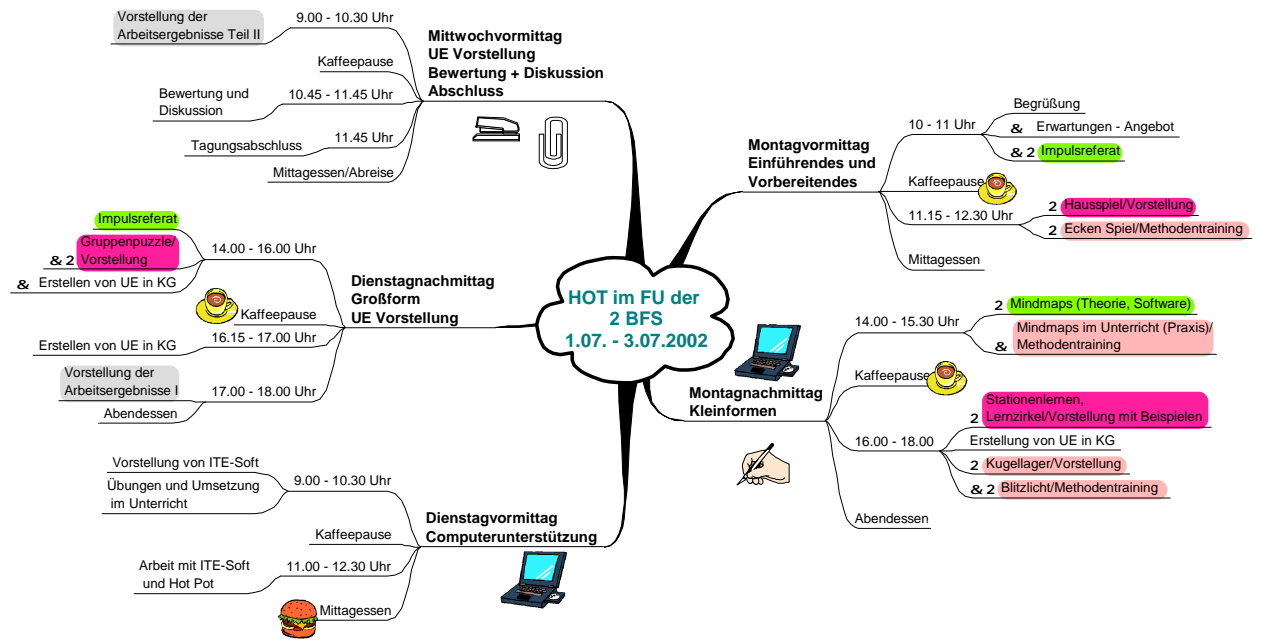 HOT im FU der
2 BFS
1.07. - 3.07.2002
Montagvormittag
Einführendes und
Vorbereitendes
10 - 11 Uhr
Begrüßung
& Erwartungen - Angebot
& 2 Impulsreferat
Kaffeepause
11.15 - 12.30 Uhr
2 Hausspiel/Vorstellung
2 Ecken Spiel/Methodentraining
Mittagessen
Montagnachmittag
Kleinformen
14.00 - 15.30 Uhr
2 Mindmaps (Theorie, Software)
Mindmaps im Unterricht (Praxis)/
& Methodentraining
Kaffeepause
16.00 - 18.00
Stationenlernen,
2 Lernzirkel/Vorstellung mit Beispielen
Erstellung von UE in KG
2 Kugellager/Vorstellung
& 2 Blitzlicht/Methodentraining
Abendessen
Dienstagvormittag
Computerunterstützung
9.00 - 10.30 Uhr
Vorstellung von ITE-Soft
Übungen und Umsetzung
im Unterricht
Kaffeepause
11.00 - 12.30 Uhr
Arbeit mit ITE-Soft
und Hot Pot
Mittagessen
Dienstagnachmittag
Großform
UE Vorstellung
14.00 - 16.00 Uhr
Impulsreferat
Gruppenpuzzle/
& 2 Vorstellung
& Erstellen von UE in KG
Kaffeepause
16.15 - 17.00 Uhr
Erstellen von UE in KG
17.00 - 18.00 Uhr
Vorstellung der
Arbeitsergebnisse I
Abendessen
Mittwochvormittag
UE Vorstellung
Bewertung + Diskussion
Abschluss
9.00 - 10.30 Uhr
Vorstellung der
Arbeitsergebnisse Teil II
Kaffeepause
10.45 - 11.45 Uhr
Bewertung und
Diskussion
11.45 Uhr
Tagungsabschluss
Mittagessen/Abreise